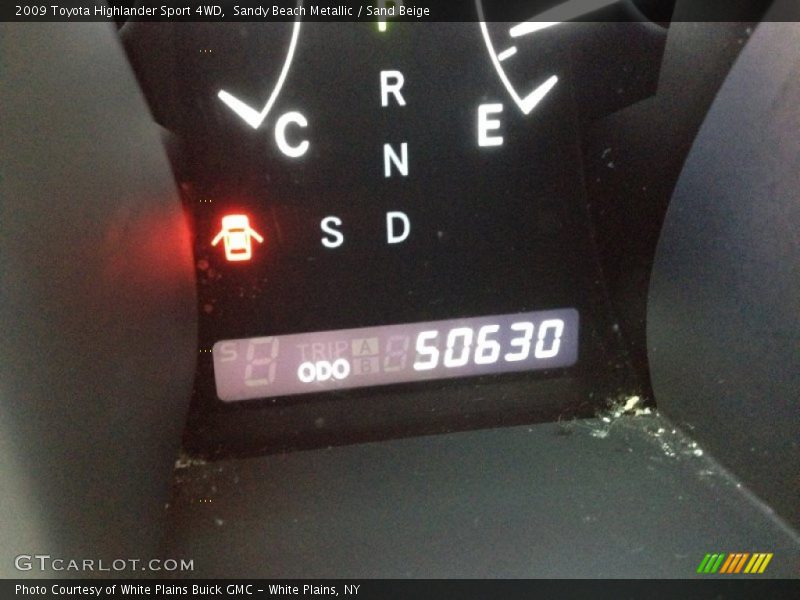 2009 Toyota Highlander Sport 4WD, Sandy Beach Metallic / Sand Beige
R
C
E
N
S D
S TRIP A B
ODO 50630
GTCARLOT.COM
Photo Courtesy of White Plains Buick GMC - White Plains, NY